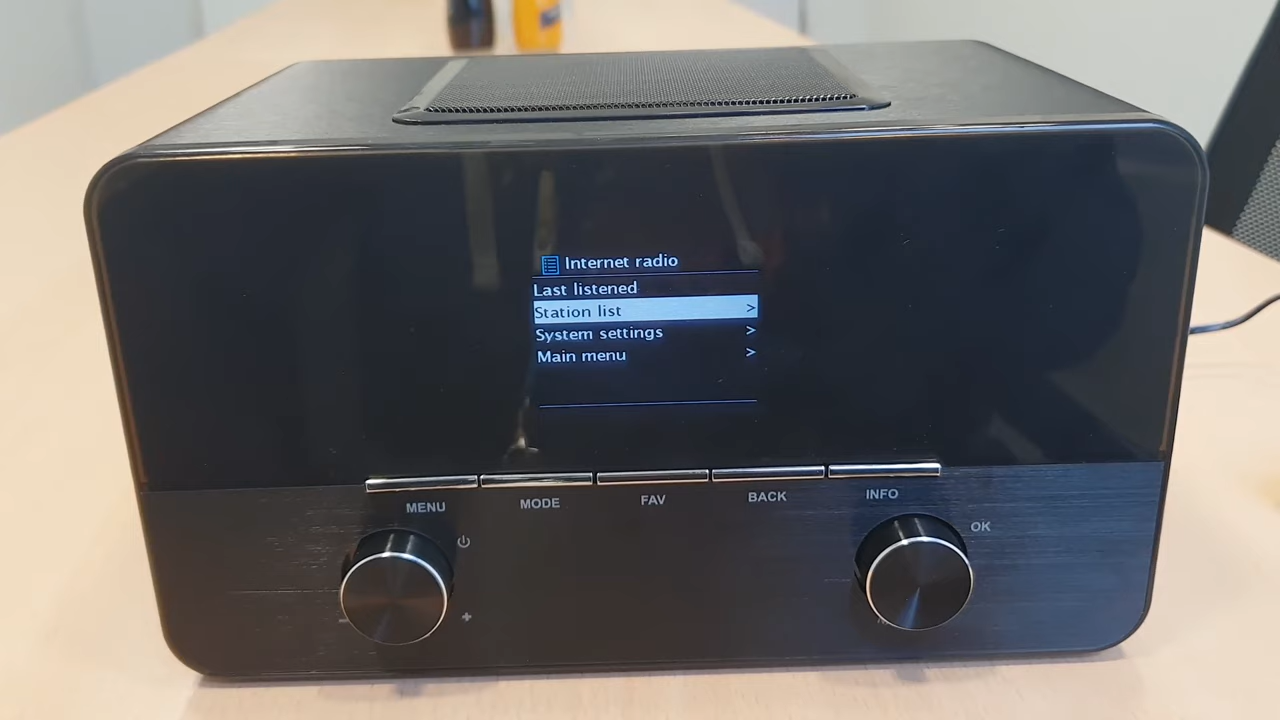 Internet radio
Last listened
Station list >
System settings >
Main menu >
MENU MODE FAV BACK INFO
OK
- +